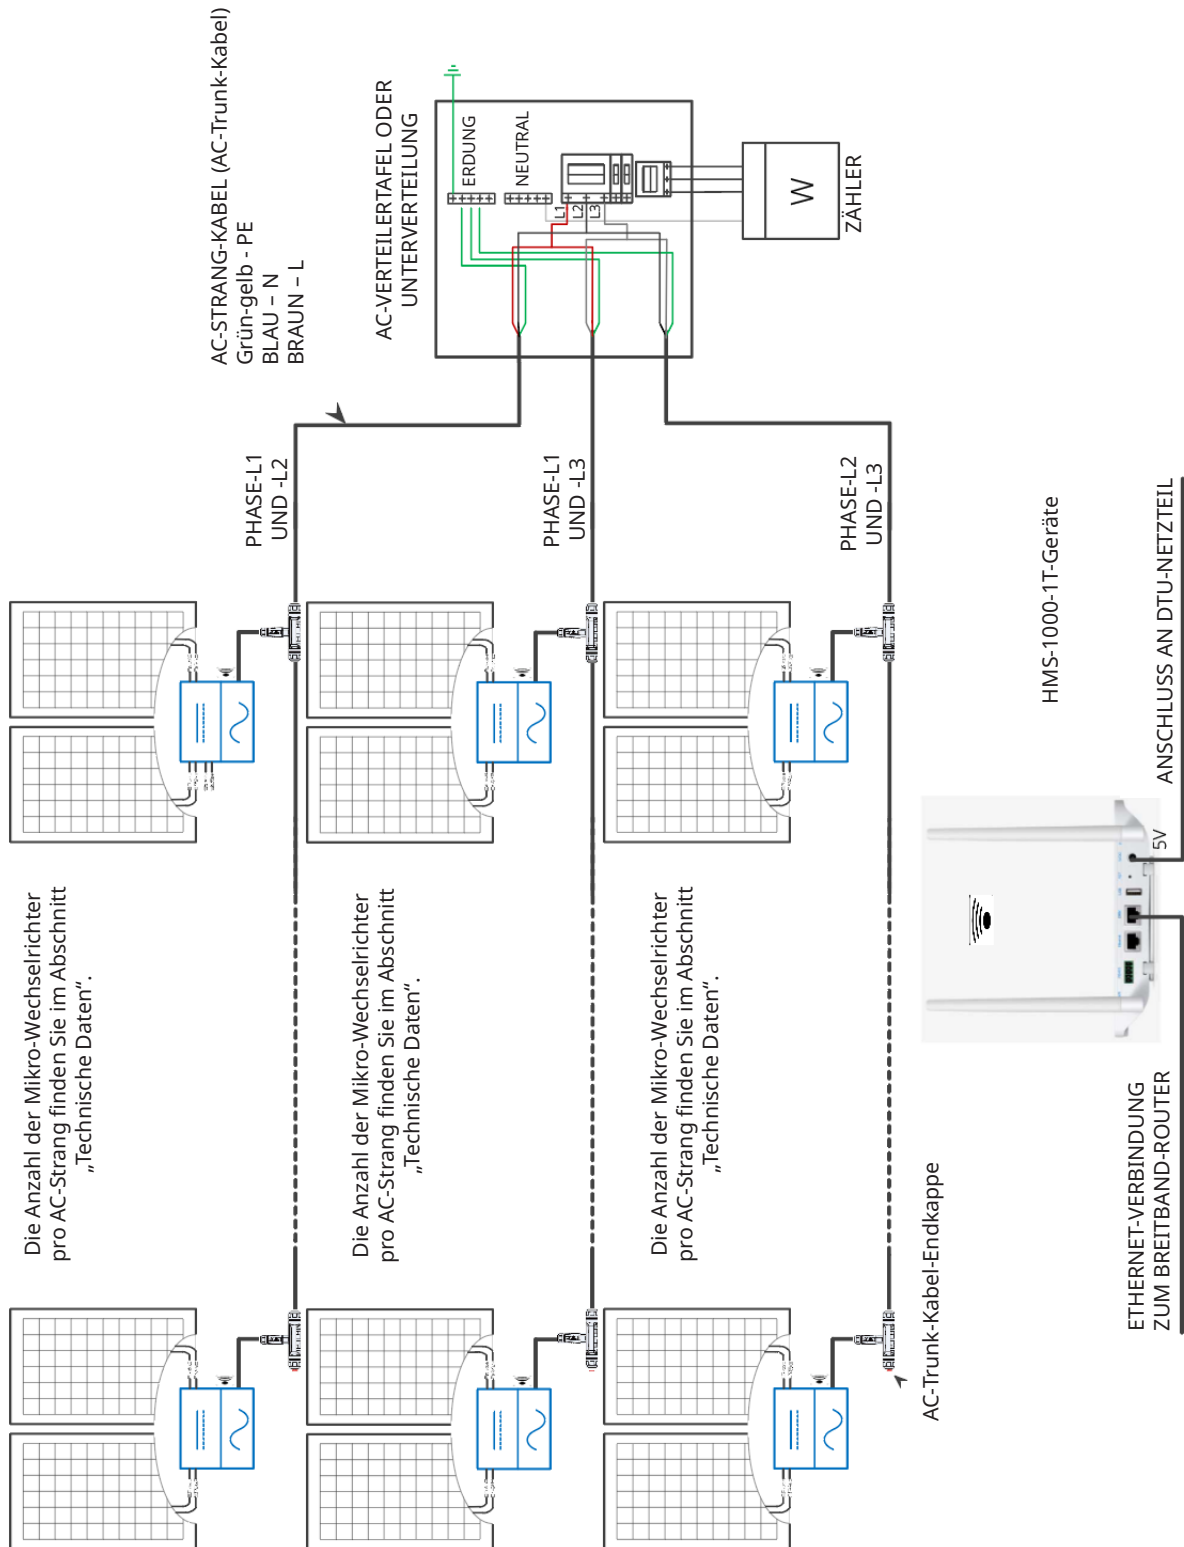 AC-STRANG-KABEL (AC-Trunk-Kabel)
Grün-gelb - PE
BLAU – N
BRAUN – L
AC-VERTEILERTAFEL ODER
UNTERVERTEILUNG
ERDUNG
NEUTRAL
L1
L2
L3
W
ZÄHLER
PHASE-L1
UND -L2
PHASE-L1
UND -L3
PHASE-L2
UND -L3
Die Anzahl der Mikro-Wechselrichter
pro AC-Strang finden Sie im Abschnitt
„Technische Daten“.
Die Anzahl der Mikro-Wechselrichter
pro AC-Strang finden Sie im Abschnitt
„Technische Daten“.
Die Anzahl der Mikro-Wechselrichter
pro AC-Strang finden Sie im Abschnitt
„Technische Daten“.
HMS-1000-1T-Geräte
ANSCHLUSS AN DTU-NETZTEIL
5V
AC-Trunk-Kabel-Endkappe
ETHERNET-VERBINDUNG
ZUM BREITBAND-ROUTER